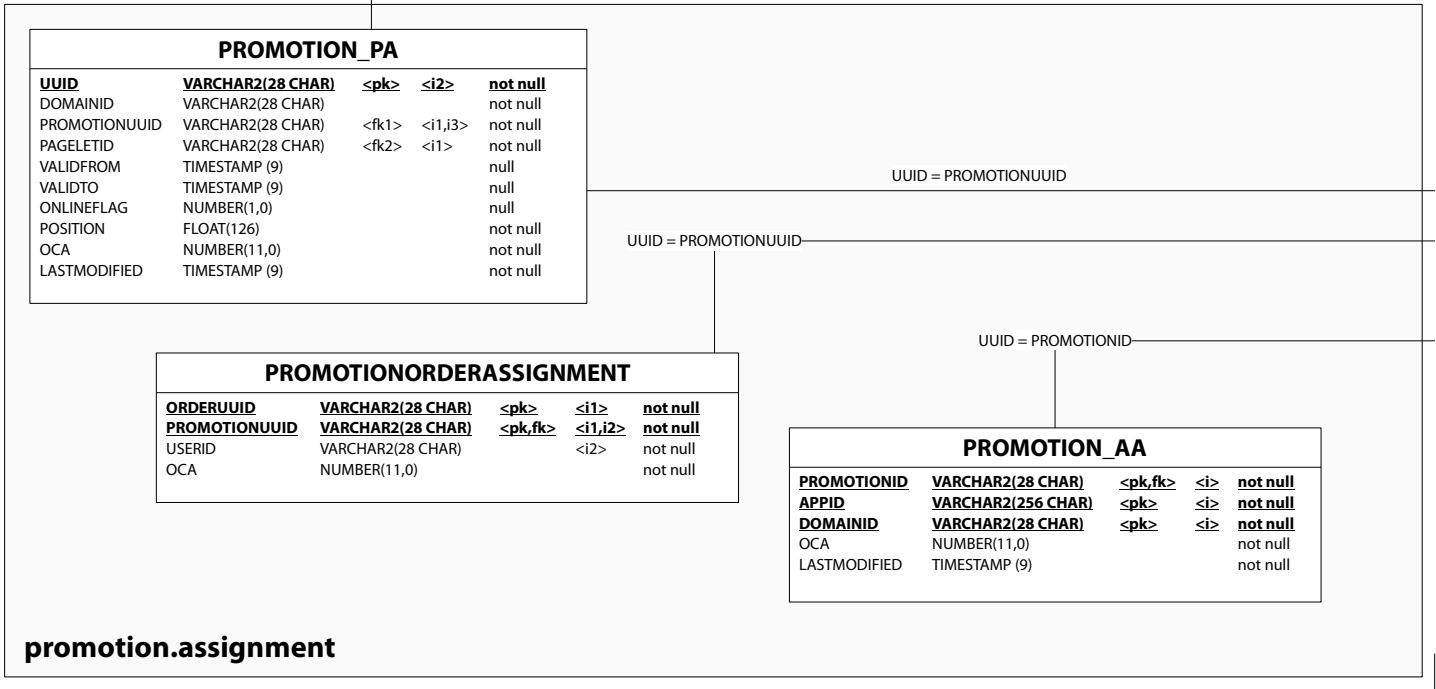 PROMOTION_PA
UUID VARCHAR2(28 CHAR) <pk> <i2> not null
DOMAINID VARCHAR2(28 CHAR) not null
PROMOTIONUUID VARCHAR2(28 CHAR) <fk1> <i1,i3> not null
PAGELETID VARCHAR2(28 CHAR) <fk2> <i1> not null
VALIDFROM TIMESTAMP (9) null
VALIDTO TIMESTAMP (9) null
ONLINEFLAG NUMBER(1,0) null
POSITION FLOAT(126) not null
OCA NUMBER(11,0) not null
LASTMODIFIED TIMESTAMP (9) not null
UUID = PROMOTIONUUID
UUID = PROMOTIONUUID
UUID = PROMOTIONID
PROMOTIONORDERASSIGNMENT
ORDERUUID VARCHAR2(28 CHAR) <pk> <i1> not null
PROMOTIONUUID VARCHAR2(28 CHAR) <pk,fk> <i1,i2> not null
USERID VARCHAR2(28 CHAR) <i2> not null
OCA NUMBER(11,0) not null
PROMOTION_AA
PROMOTIONID VARCHAR2(28 CHAR) <pk,fk> <i> not null
APPID VARCHAR2(256 CHAR) <pk> <i> not null
DOMAINID VARCHAR2(28 CHAR) <pk> <i> not null
OCA NUMBER(11,0) not null
LASTMODIFIED TIMESTAMP (9) not null
promotion.assignment